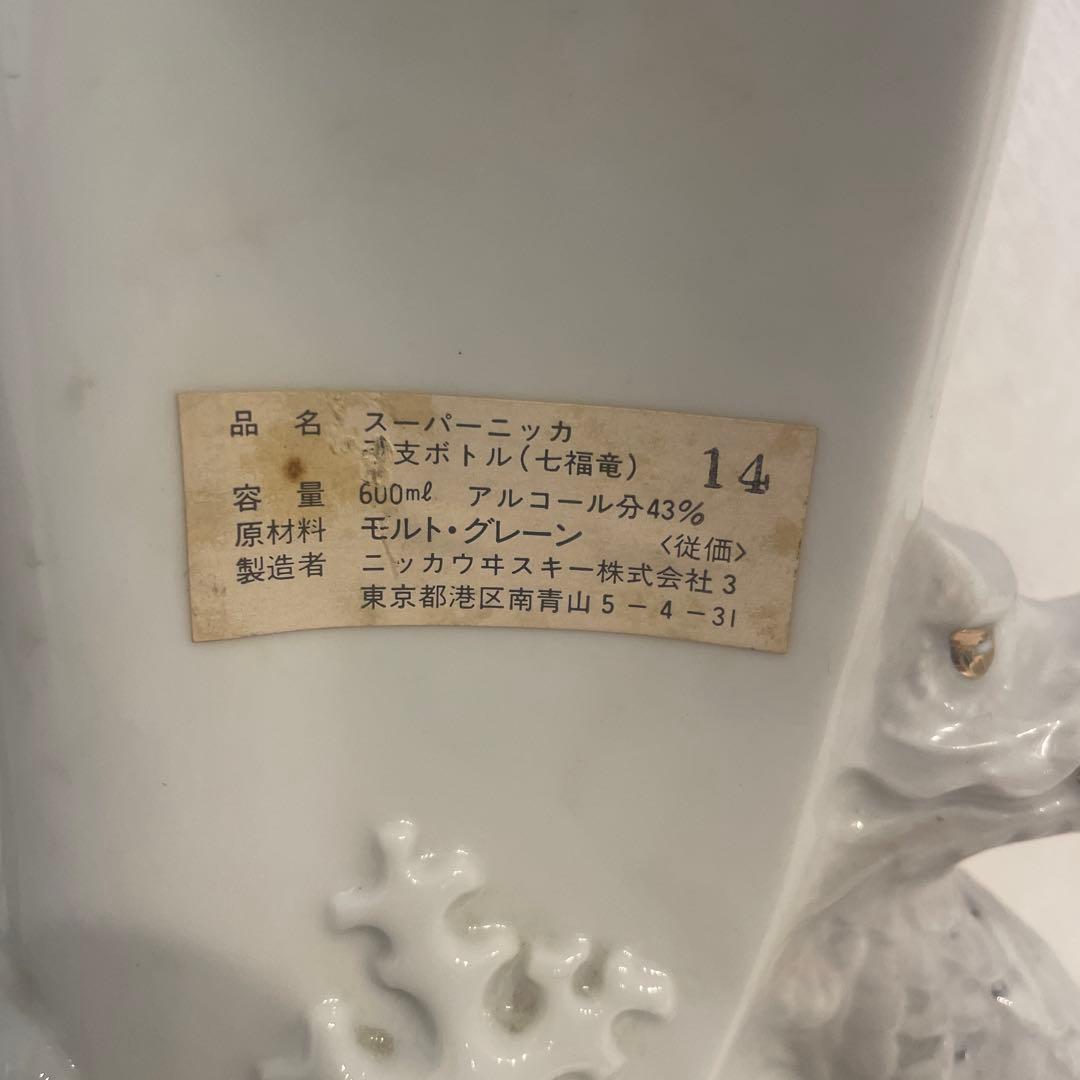 品名 スーパーニッカ
干支ボトル(七福竜) 14
容量 600ml アルコール分43%
原材料 モルト・グレーン <従価>
製造者 ニッカウヰスキー株式会社 3
東京都港区南青山5-4-31